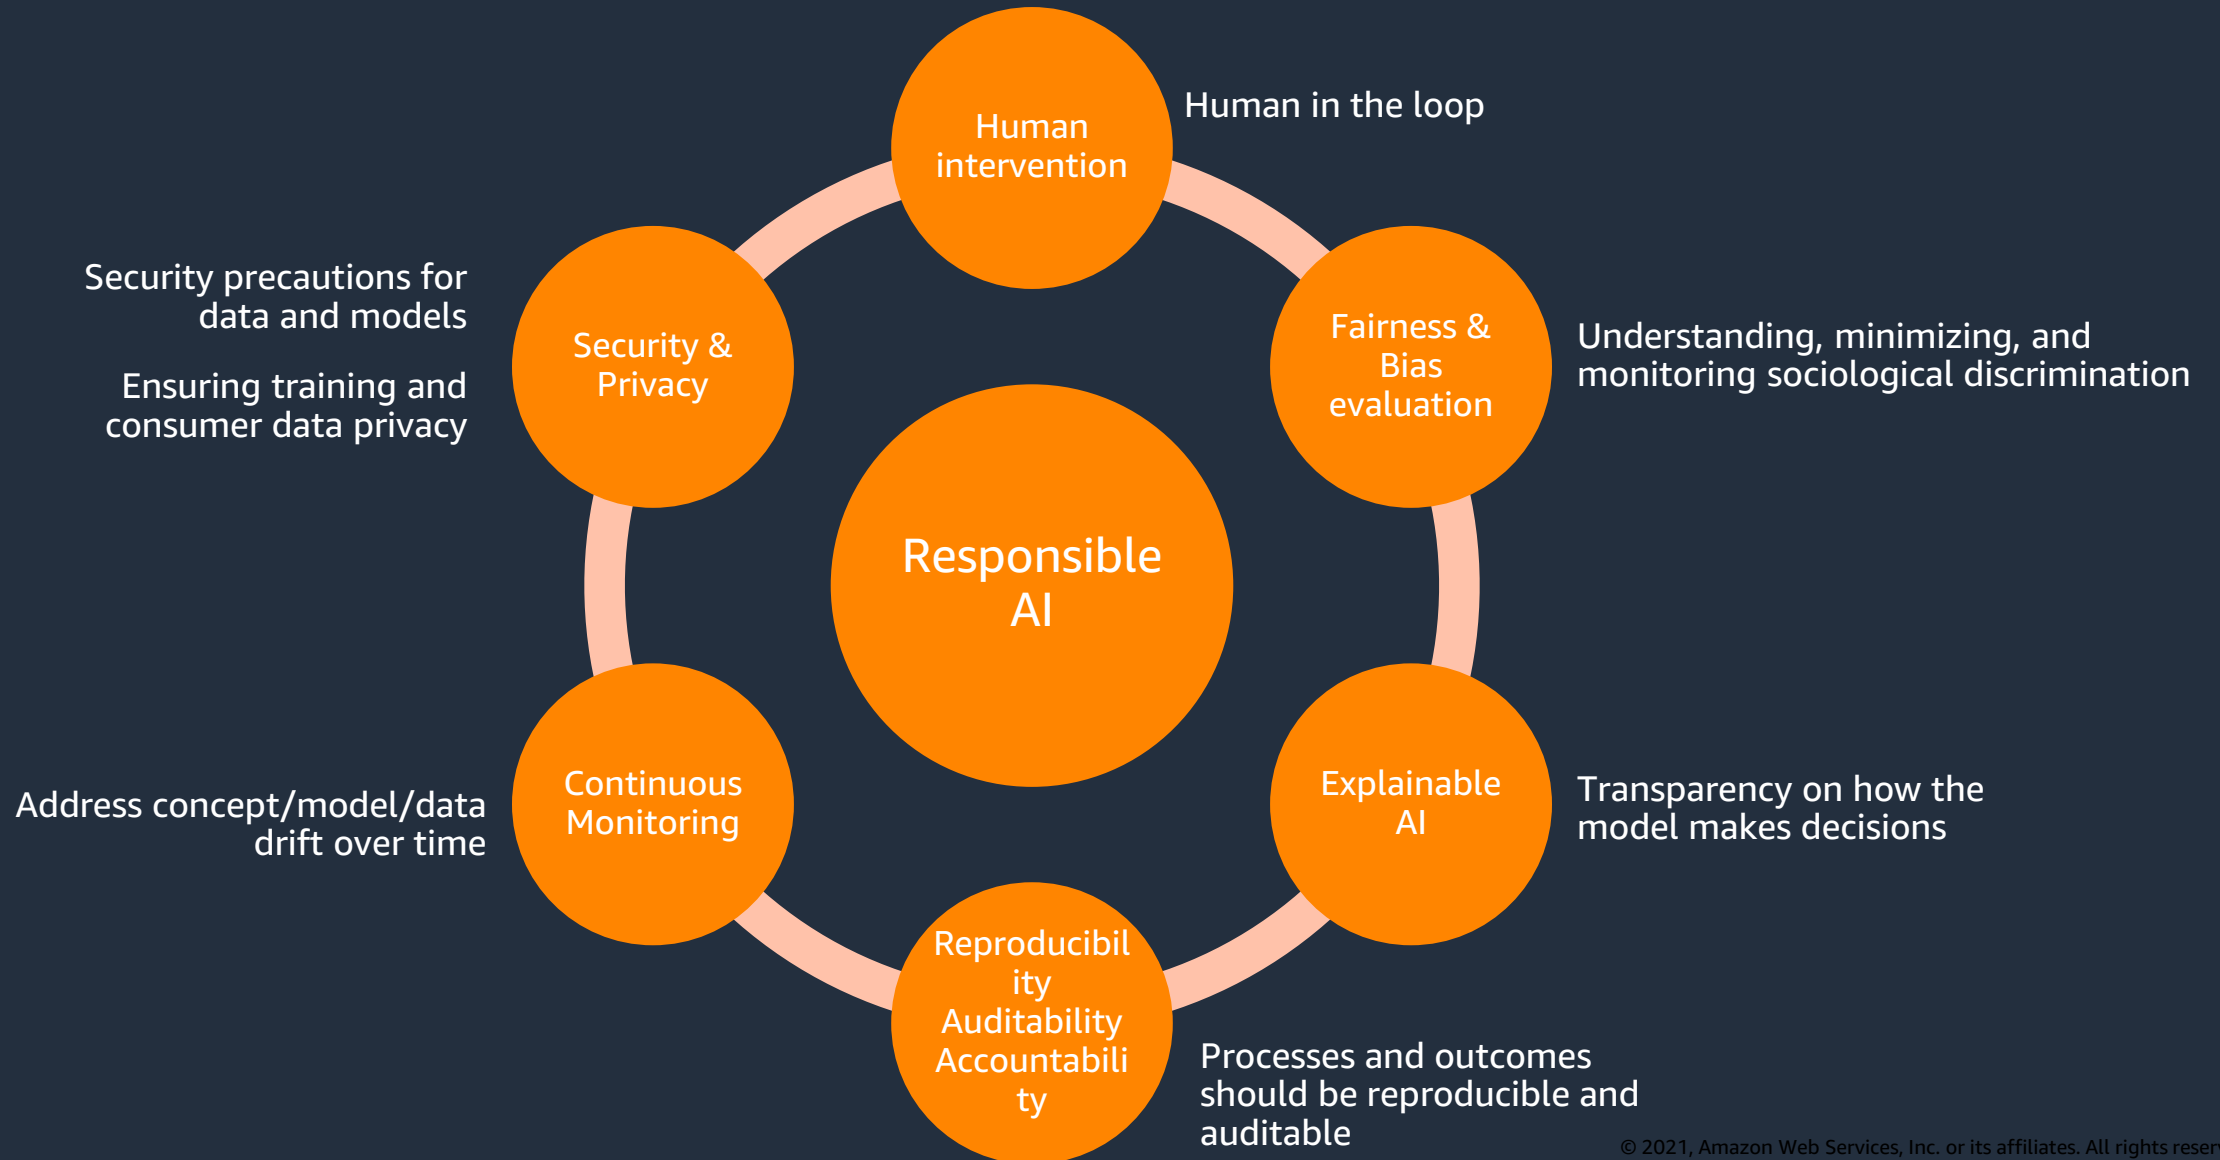 Human
intervention
Human in the loop
Fairness &
Bias
evaluation
Understanding, minimizing, and
monitoring sociological discrimination
Explainable
AI
Transparency on how the
model makes decisions
Reproducibil
ity
Auditability
Accountabili
ty
Processes and outcomes
should be reproducible and
auditable
Continuous
Monitoring
Address concept/model/data
drift over time
Security &
Privacy
Security precautions for
data and models
Ensuring training and
consumer data privacy
Responsible
AI
© 2021, Amazon Web Services, Inc. or its affiliates. All rights reser